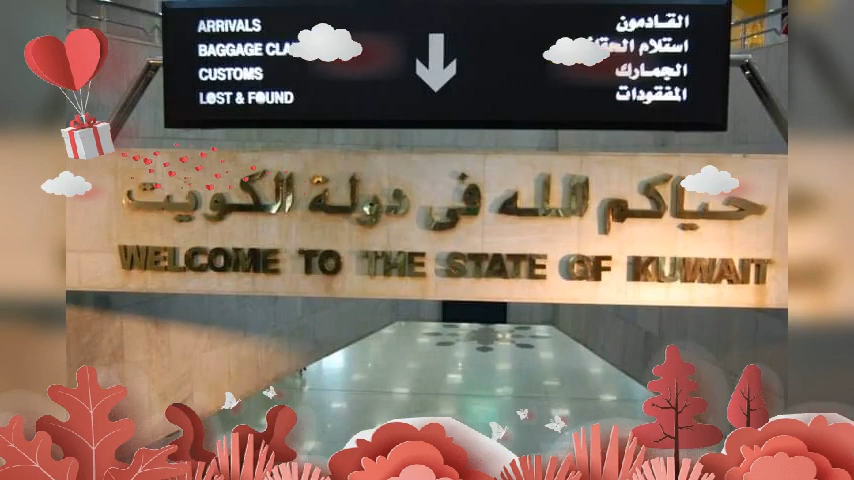 ARRIVALS
القادمون
BAGGAGE
استلام
CUSTOMS
الجمارك
LOST & FOUND
المفقودات
حياكم الله في دولة الكويت
WELCOME TO THE STATE OF KUWAIT